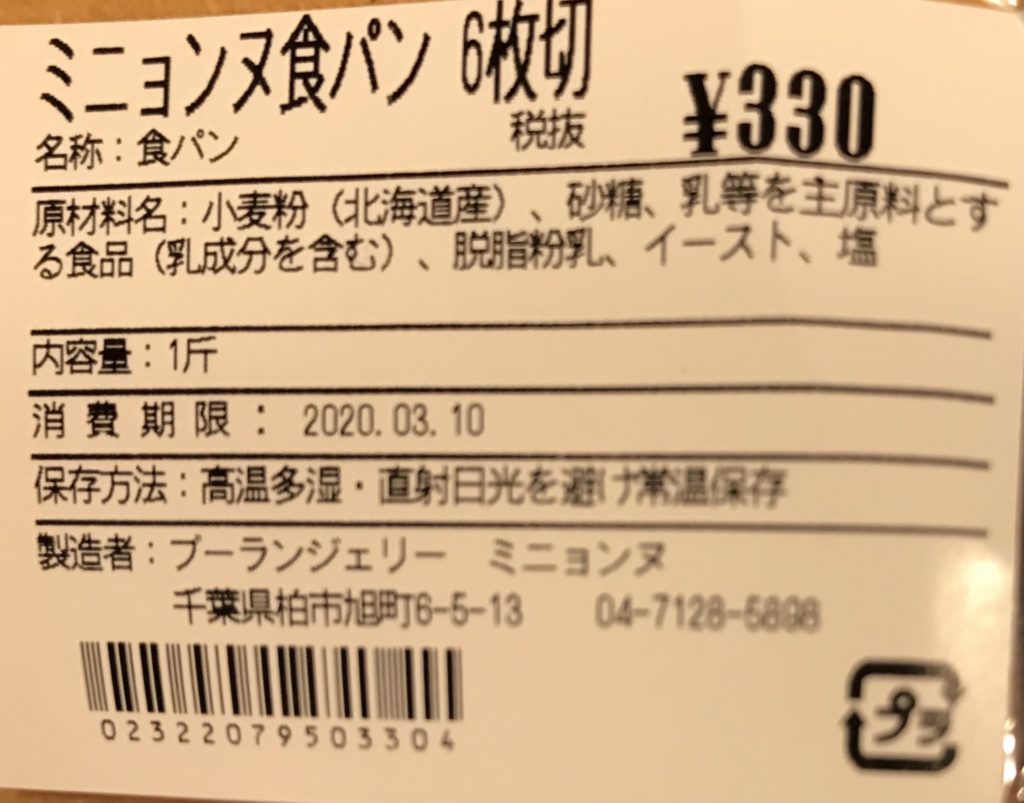 ミニョンヌ食パン 6枚切
名称：食パン 税抜 ¥330
原材料名：小麦粉（北海道産）、砂糖、乳等を主原料とす
る食品（乳成分を含む）、脱脂粉乳、イースト、塩
内容量：1斤
消費期限： 2020.03.10
保存方法：高温多湿・直射日光を避け常温保存
製造者：ブーランジェリー ミニョンヌ
千葉県柏市旭町6-5-13 04-7128-5898
02322079503304
プラ